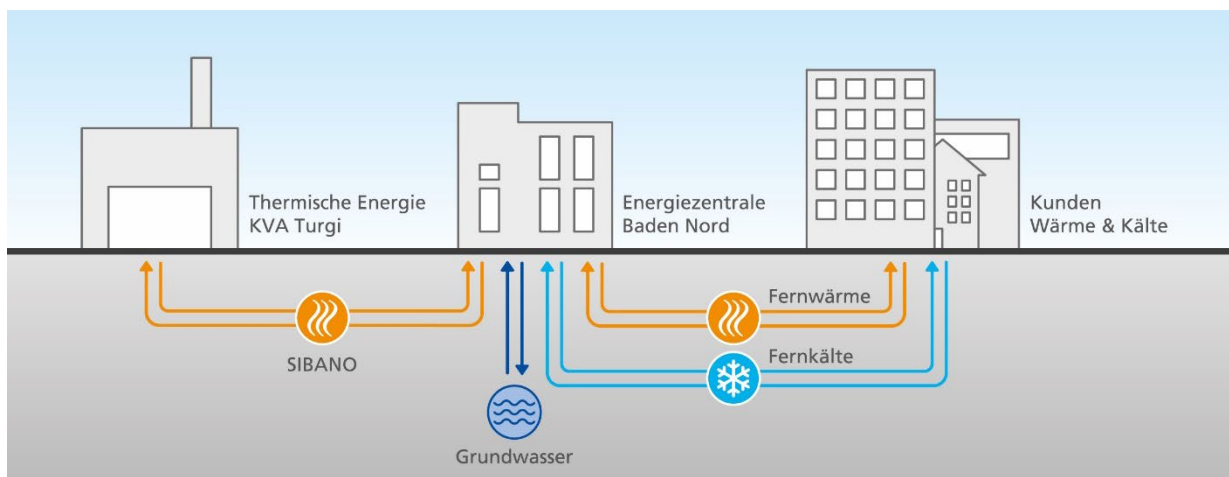 Thermische Energie
KVA Turgi
Energiezentrale
Baden Nord
Kunden
Wärme & Kälte
Fernwärme
SIBANO
Fernkälte
Grundwasser